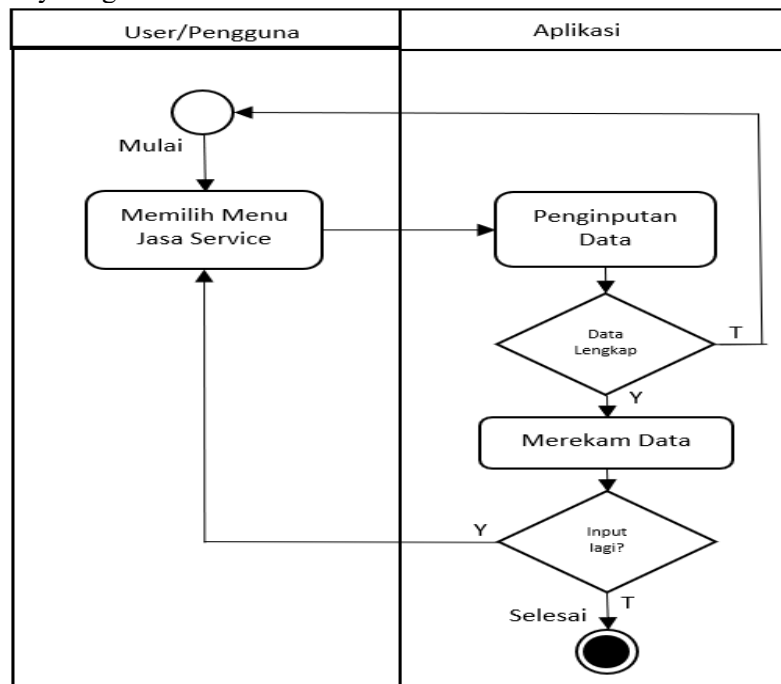 User/Pengguna
Aplikasi
Mulai
Memilih Menu
Jasa Service
Penginputan
Data
Data
Lengkap
T
Y
Merekam Data
Y
Input
lagi?
T
Selesai